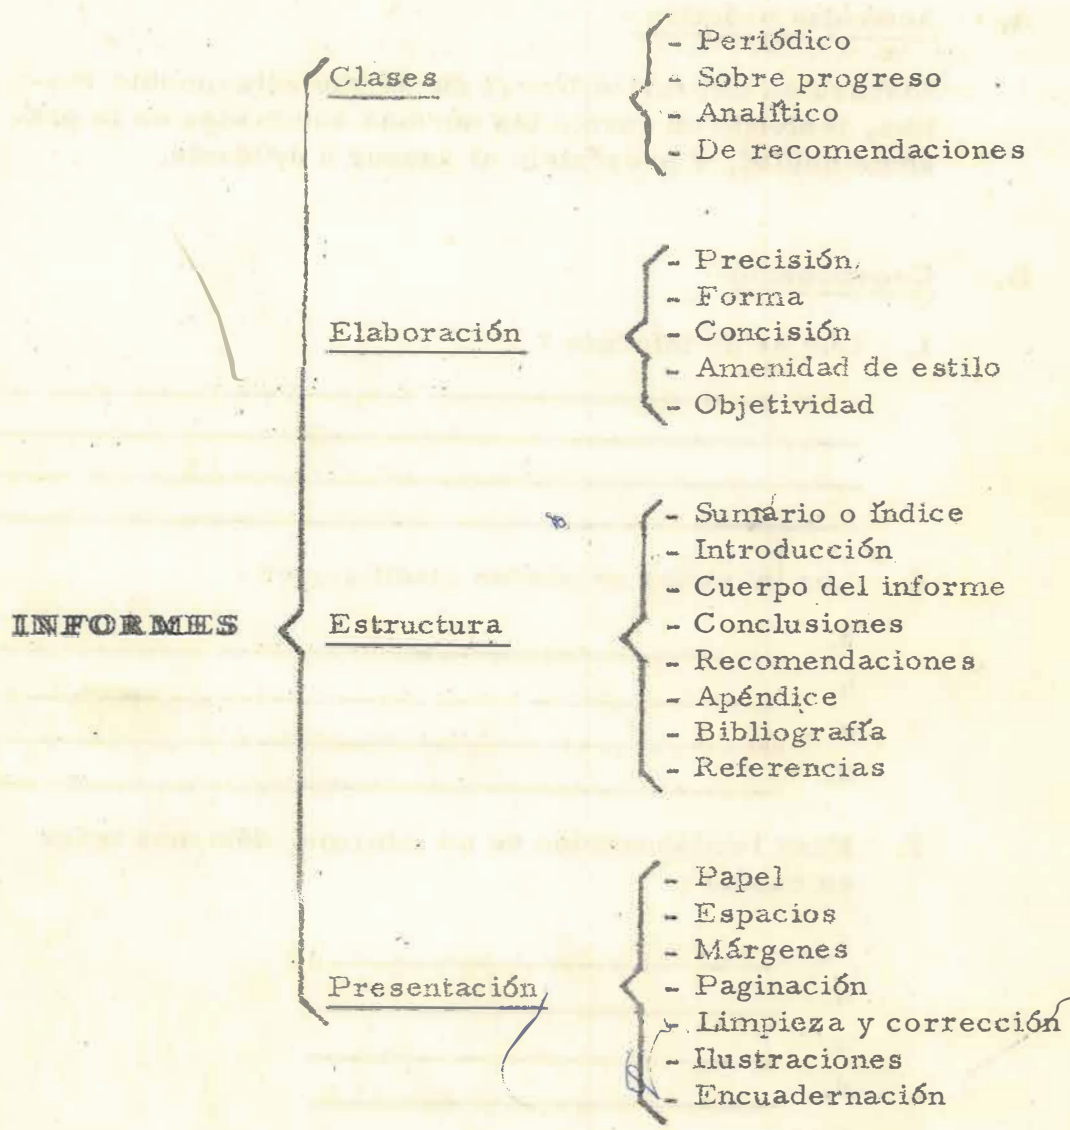 Clases
- Periódico
- Sobre progreso
- Analítico
- De recomendaciones
Elaboración
- Precisión
- Forma
- Concisión
- Amenidad de estilo
- Objetividad
INFORMES
Estructura
- Sumario o índice
- Introducción
- Cuerpo del informe
- Conclusiones
- Recomendaciones
- Apéndice
- Bibliografía
- Referencias
Presentación
- Papel
- Espacios
- Márgenes
- Paginación
- Limpieza y corrección
- Ilustraciones
- Encuadernación